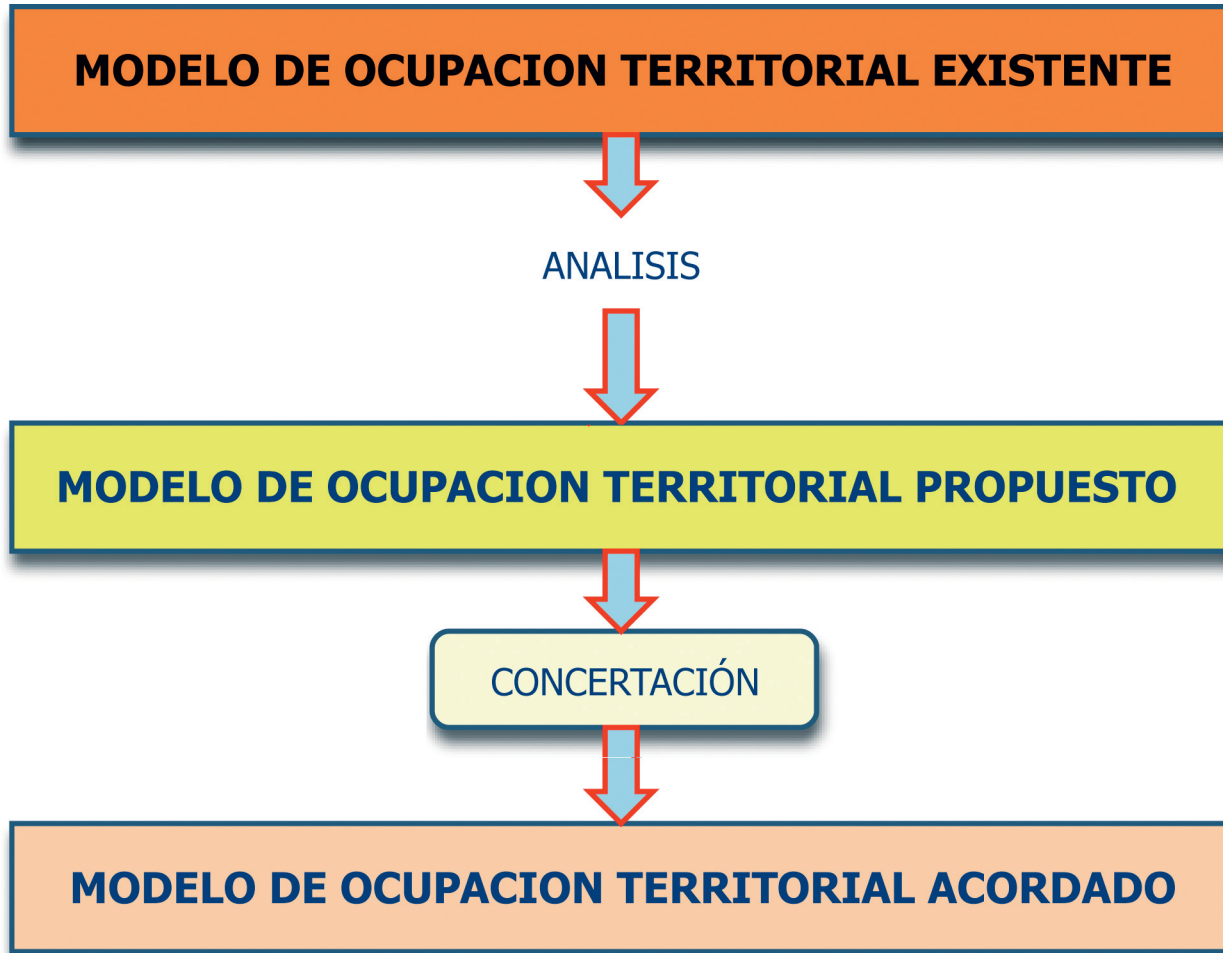 MODELO DE OCUPACION TERRITORIAL EXISTENTE
ANALISIS
MODELO DE OCUPACION TERRITORIAL PROPUESTO
CONCERTACIÓN
MODELO DE OCUPACION TERRITORIAL ACORDADO